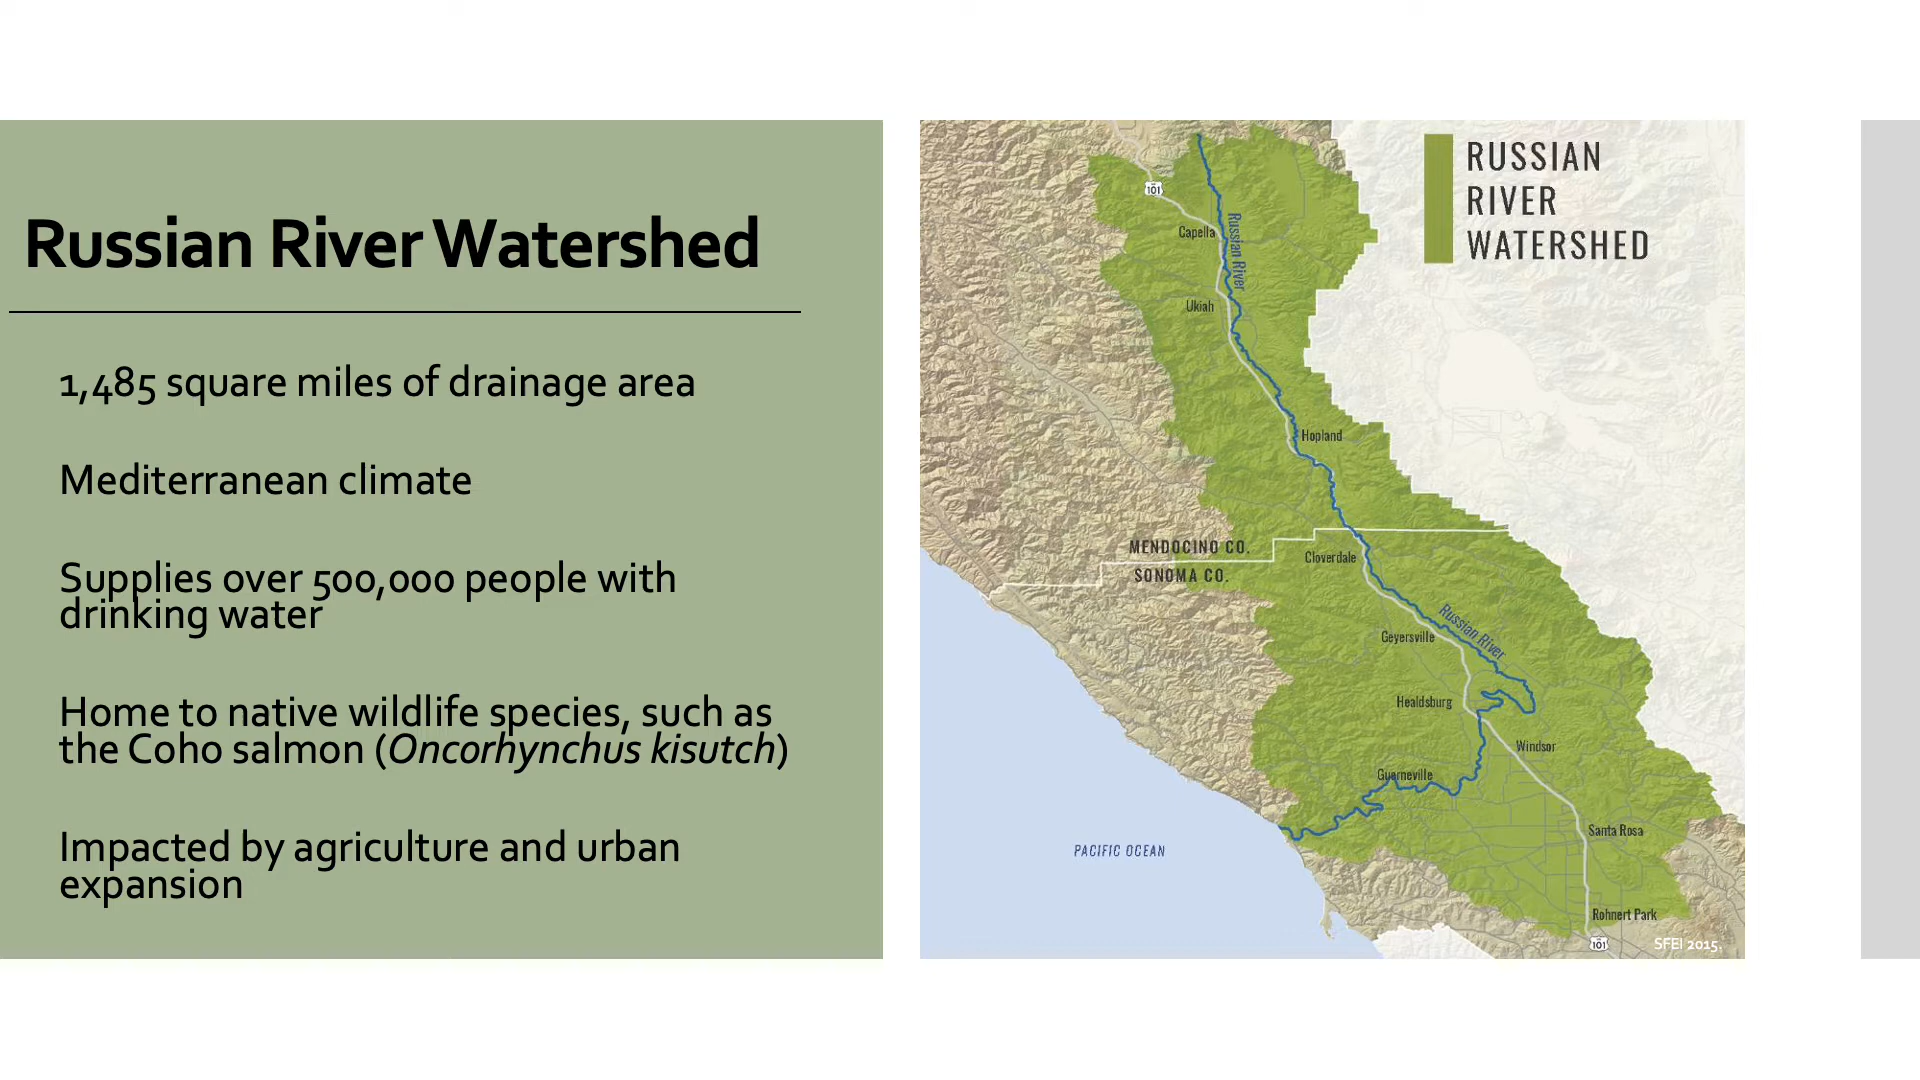 Russian River Watershed
1,485 square miles of drainage area
Mediterranean climate
Supplies over 500,000 people with
drinking water
Home to native wildlife species, such as
the Coho salmon (Oncorhynchus kisutch)
Impacted by agriculture and urban
expansion
RUSSIAN
RIVER
WATERSHED
101
Capella
Russian River
Ukiah
Hopland
MENDOCINO CO.
Cloverdale
SONOMA CO.
Russian River
Geyersville
Healdsburg
Windsor
Guerneville
Santa Rosa
PACIFIC OCEAN
Rohnert Park
101
SFEI 2015.